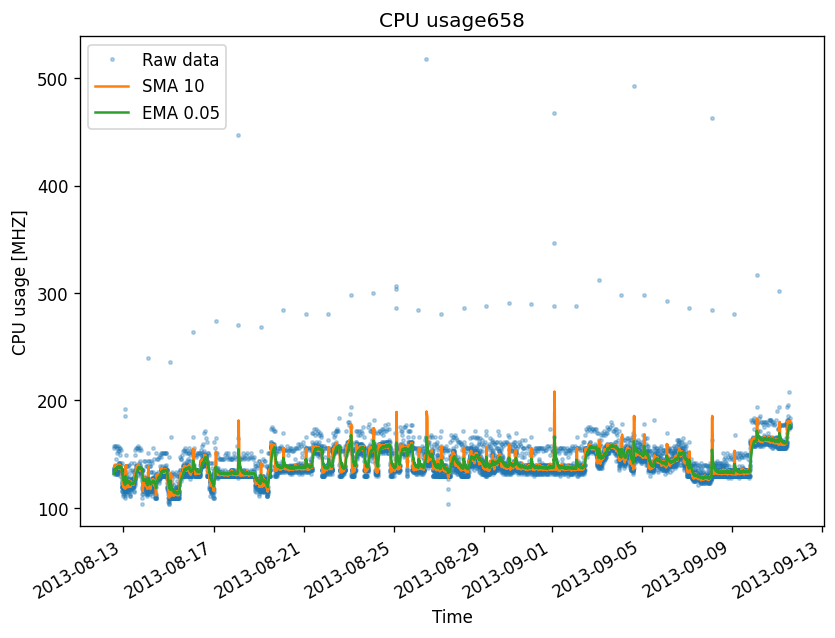 CPU usage658
Raw data
SMA 10
EMA 0.05
500
400
300
200
100
CPU usage [MHZ]
2013-08-13
2013-08-17
2013-08-21
2013-08-25
2013-08-29
2013-09-01
2013-09-05
2013-09-09
2013-09-13
Time